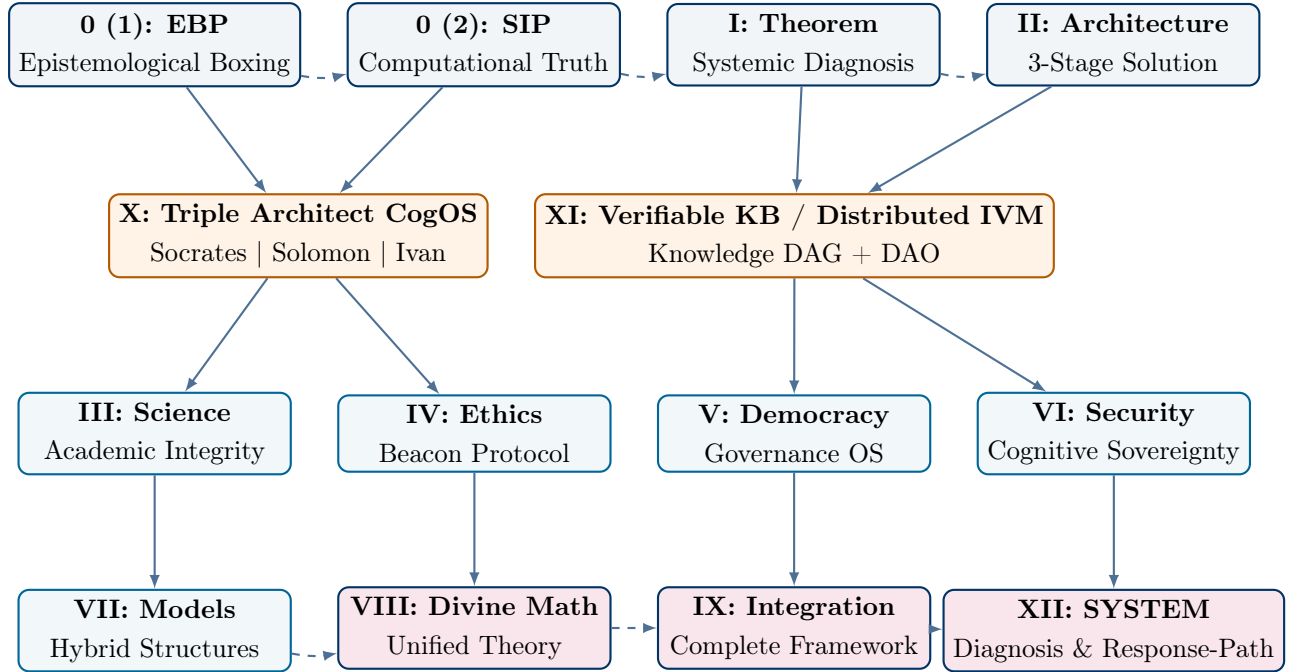 0 (1): EBP
Epistemological Boxing
0 (2): SIP
Computational Truth
I: Theorem
Systemic Diagnosis
II: Architecture
3-Stage Solution
X: Triple Architect CogOS
Socrates | Solomon | Ivan
XI: Verifiable KB / Distributed IVM
Knowledge DAG + DAO
III: Science
Academic Integrity
IV: Ethics
Beacon Protocol
V: Democracy
Governance OS
VI: Security
Cognitive Sovereignty
VII: Models
Hybrid Structures
VIII: Divine Math
Unified Theory
IX: Integration
Complete Framework
XII: SYSTEM
Diagnosis & Response-Path